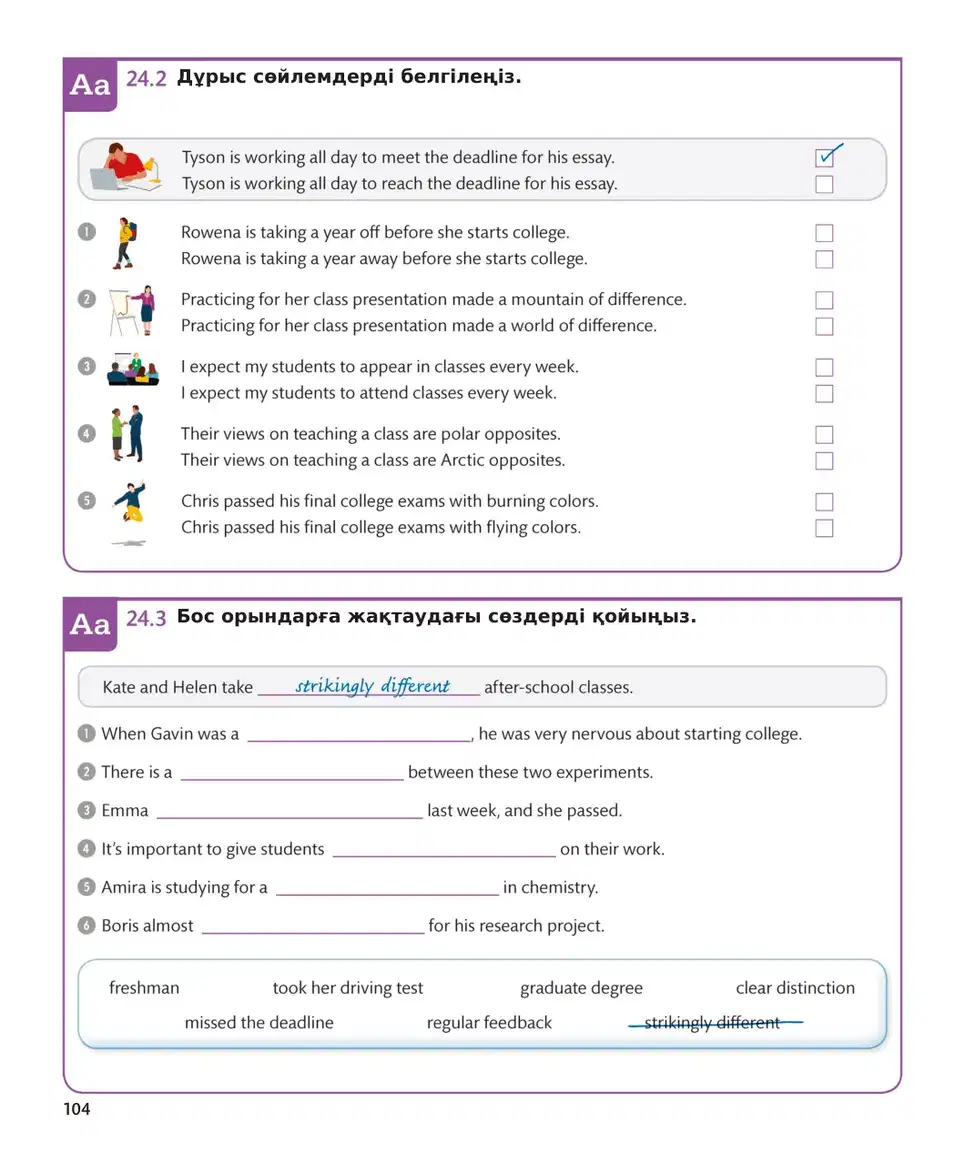 Aa 24.2 Дұрыс сөйлемдерді белгілеңіз.
Tyson is working all day to meet the deadline for his essay.
Tyson is working all day to reach the deadline for his essay.
1 Rowena is taking a year off before she starts college.
Rowena is taking a year away before she starts college.
2 Practicing for her class presentation made a mountain of difference.
Practicing for her class presentation made a world of difference.
3 I expect my students to appear in classes every week.
I expect my students to attend classes every week.
4 Their views on teaching a class are polar opposites.
Their views on teaching a class are Arctic opposites.
5 Chris passed his final college exams with burning colors.
Chris passed his final college exams with flying colors.
Aa 24.3 Бос орындарға жақтаудағы сөздерді қойыңыз.
Kate and Helen take strikingly different after-school classes.
1 When Gavin was a , he was very nervous about starting college.
2 There is a between these two experiments.
3 Emma last week, and she passed.
4 It’s important to give students on their work.
5 Amira is studying for a in chemistry.
6 Boris almost for his research project.
freshman took her driving test graduate degree clear distinction
missed the deadline regular feedback strikingly different
104